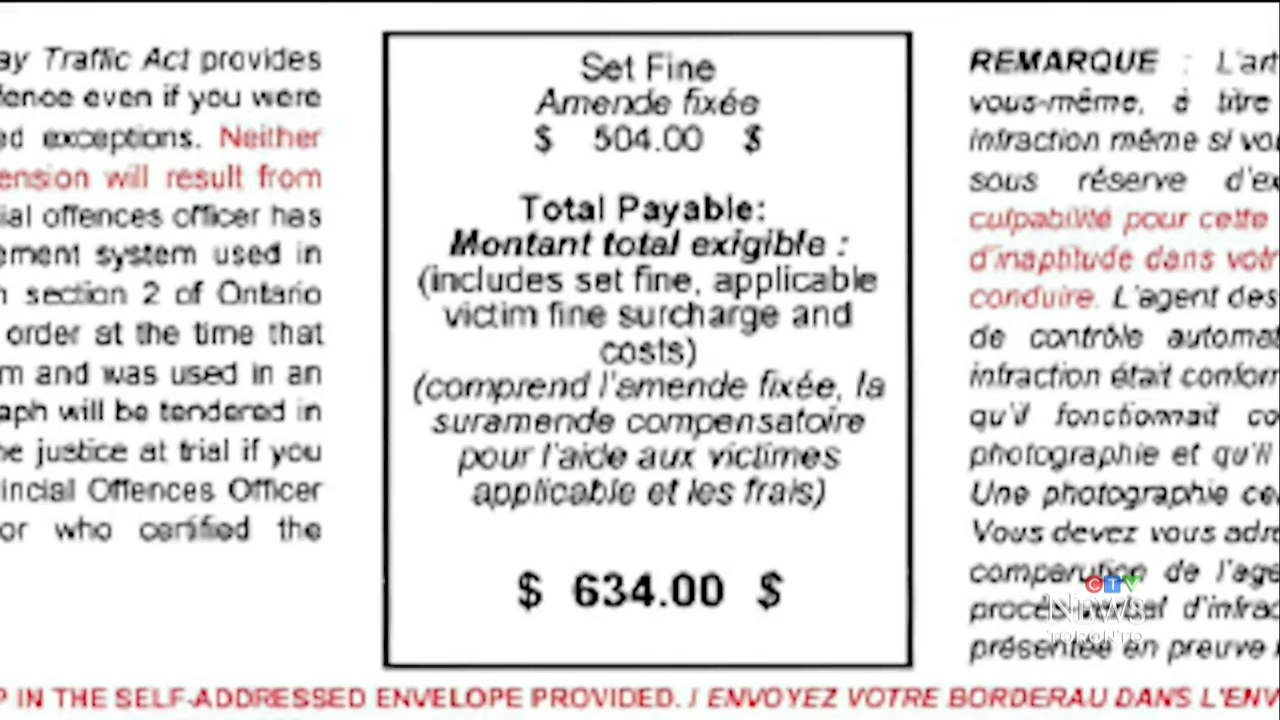 ay Traffic Act provides
fence even if you were
ed exceptions. Neither
ension will result from
ial offences officer has
ement system used in
n section 2 of Ontario
order at the time that
m and was used in an
aph will be tendered in
he justice at trial if you
incial Offences Officer
or who certified the
Set Fine
Amende fixée
$ 504.00 $
Total Payable:
Montant total exigible :
(includes set fine, applicable
victim fine surcharge and
costs)
(comprend l'amende fixée, la
suramende compensatoire
pour l'aide aux victimes
applicable et les frais)
$ 634.00 $
REMARQUE : L'art
vous-même, à titre
infraction même si vou
sous réserve d'ex
culpabilité pour cette
d'inaptitude dans votr
conduire. L'agent des
de contrôle automat
infraction était conform
qu'il fonctionnait co
photographie et qu'il
Une photographie cer
Vous devez vous adre
comparution de l'age
procès-verbal d'infrac
présentée en preuve
P IN THE SELF-ADDRESSED ENVELOPE PROVIDED. / ENVOYEZ VOTRE BORDERAU DANS L'ENV
CTV
NEWS
TORONTO